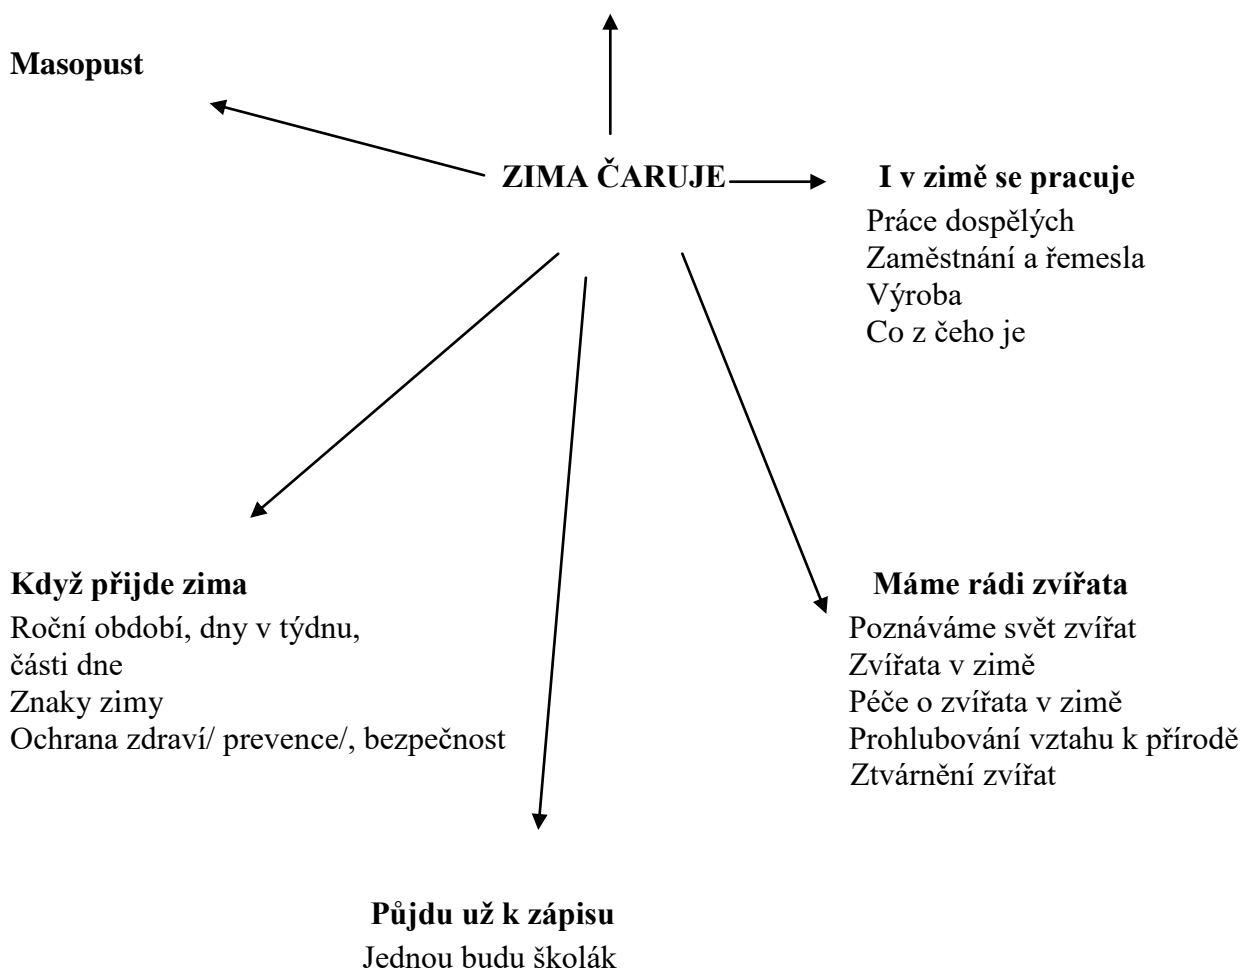 Masopust
ZIMA ČARUJE
I v zimě se pracuje
Práce dospělých
Zaměstnání a řemesla
Výroba
Co z čeho je
Když přijde zima
Roční období, dny v týdnu,
části dne
Znaky zimy
Ochrana zdraví/ prevence/, bezpečnost
Máme rádi zvířata
Poznáváme svět zvířat
Zvířata v zimě
Péče o zvířata v zimě
Prohlubování vztahu k přírodě
Ztvárnění zvířat
Půjdu už k zápisu
Jednou budu školák